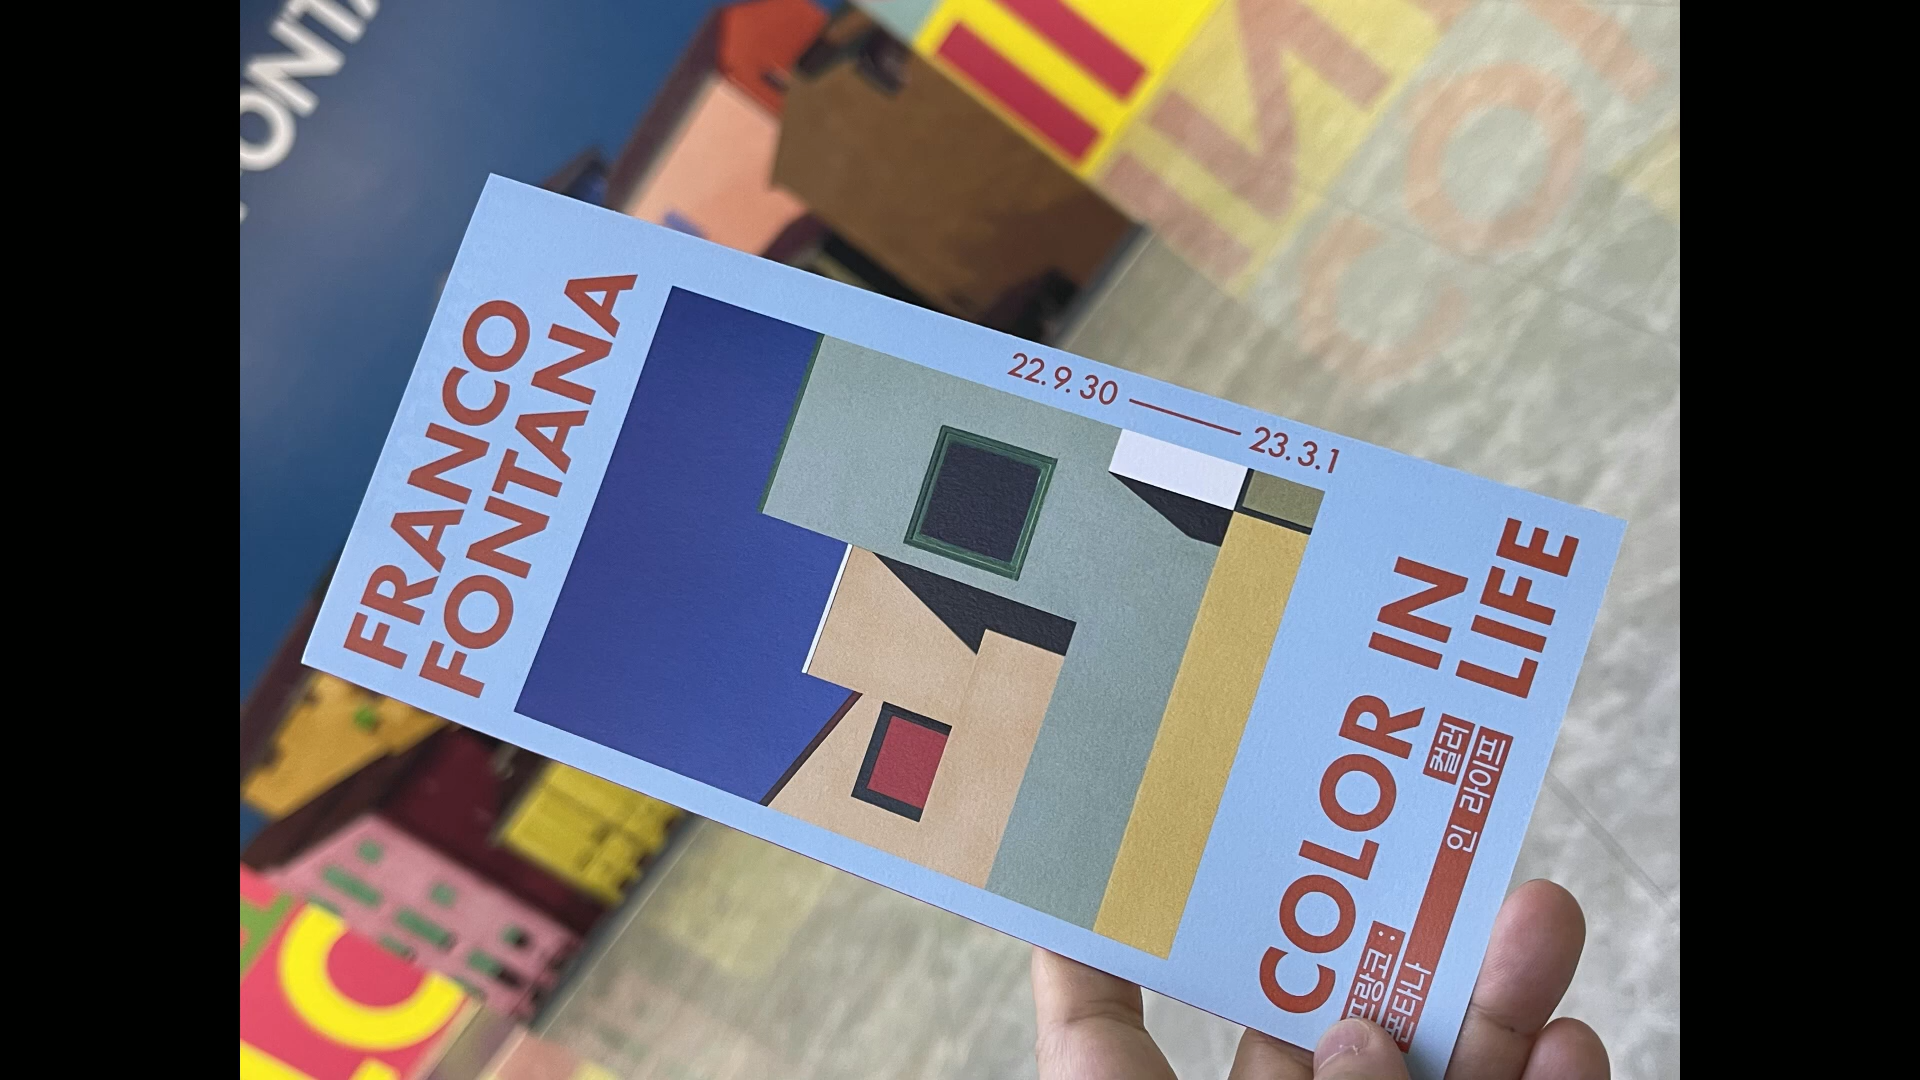 FRANCO
FONTANA
22.9.30 — 23.3.1
COLOR IN
LIFE
프랑코 : 컬러
폰타나 인 라이프